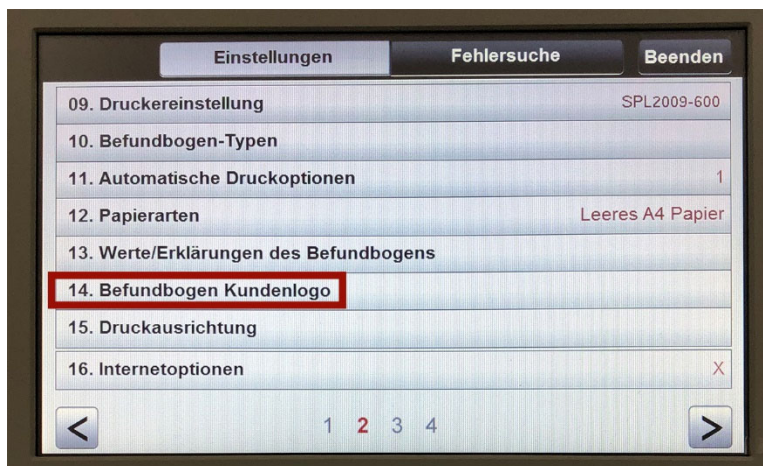 Einstellungen Fehlersuche Beenden
09. Druckereinstellung SPL2009-600
10. Befundbogen-Typen
11. Automatische Druckoptionen 1
12. Papierarten Leeres A4 Papier
13. Werte/Erklärungen des Befundbogens
14. Befundbogen Kundenlogo
15. Druckausrichtung
16. Internetoptionen X
< 1 2 3 4 >